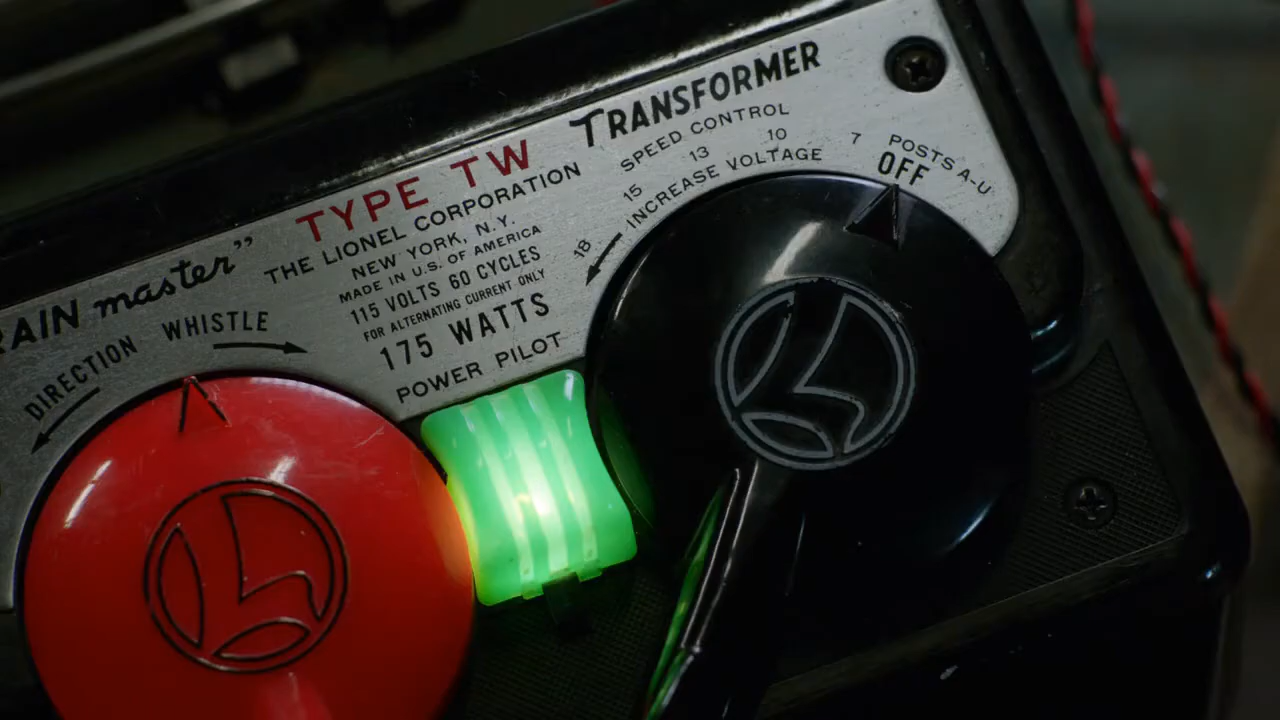 RAIN master”
TYPE TW TRANSFORMER
THE LIONEL CORPORATION
NEW YORK, N.Y.
MADE IN U.S. OF AMERICA
115 VOLTS 60 CYCLES
FOR ALTERNATING CURRENT ONLY
175 WATTS
POWER PILOT
DIRECTION WHISTLE
SPEED CONTROL
18 15 13 10 7
INCREASE VOLTAGE
OFF
POSTS A-U
L
L